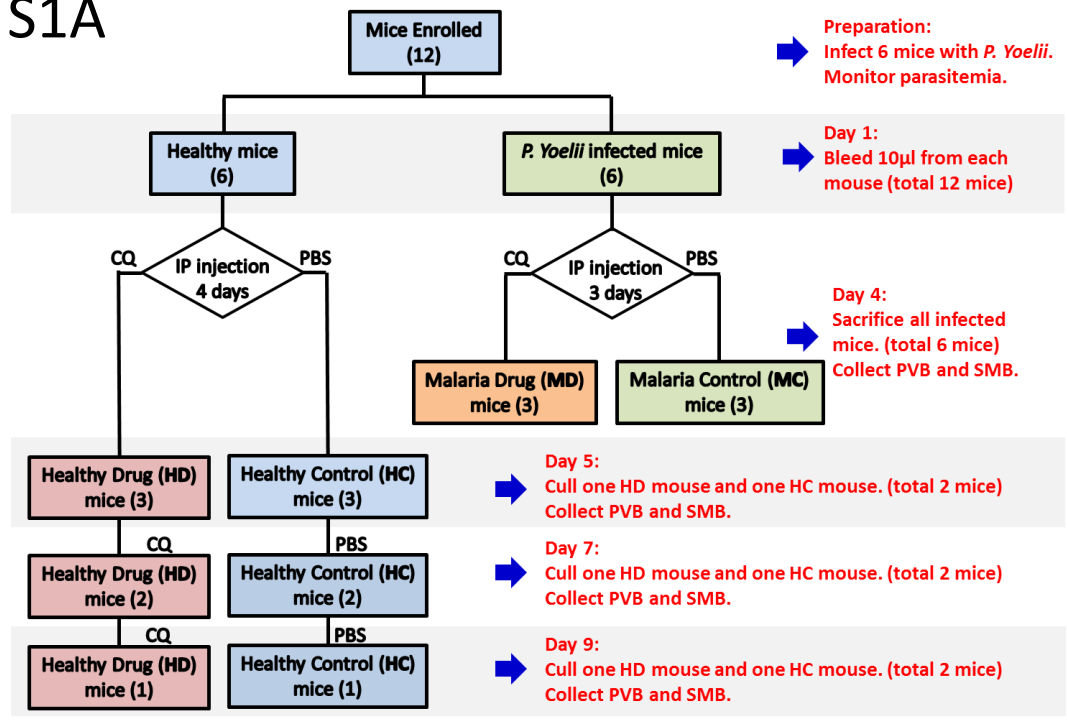 S1A
Mice Enrolled
(12)
Preparation:
Infect 6 mice with P. Yoelii.
Monitor parasitemia.
Healthy mice
(6)
P. Yoelii infected mice
(6)
Day 1:
Bleed 10µl from each
mouse (total 12 mice)
CQ
IP injection
4 days
PBS
CQ
IP injection
3 days
PBS
Day 4:
Sacrifice all infected
mice. (total 6 mice)
Collect PVB and SMB.
Malaria Drug (MD)
mice (3)
Malaria Control (MC)
mice (3)
Healthy Drug (HD)
mice (3)
Healthy Control (HC)
mice (3)
Day 5:
Cull one HD mouse and one HC mouse. (total 2 mice)
Collect PVB and SMB.
CQ
PBS
Healthy Drug (HD)
mice (2)
Healthy Control (HC)
mice (2)
Day 7:
Cull one HD mouse and one HC mouse. (total 2 mice)
Collect PVB and SMB.
CQ
PBS
Healthy Drug (HD)
mice (1)
Healthy Control (HC)
mice (1)
Day 9:
Cull one HD mouse and one HC mouse. (total 2 mice)
Collect PVB and SMB.